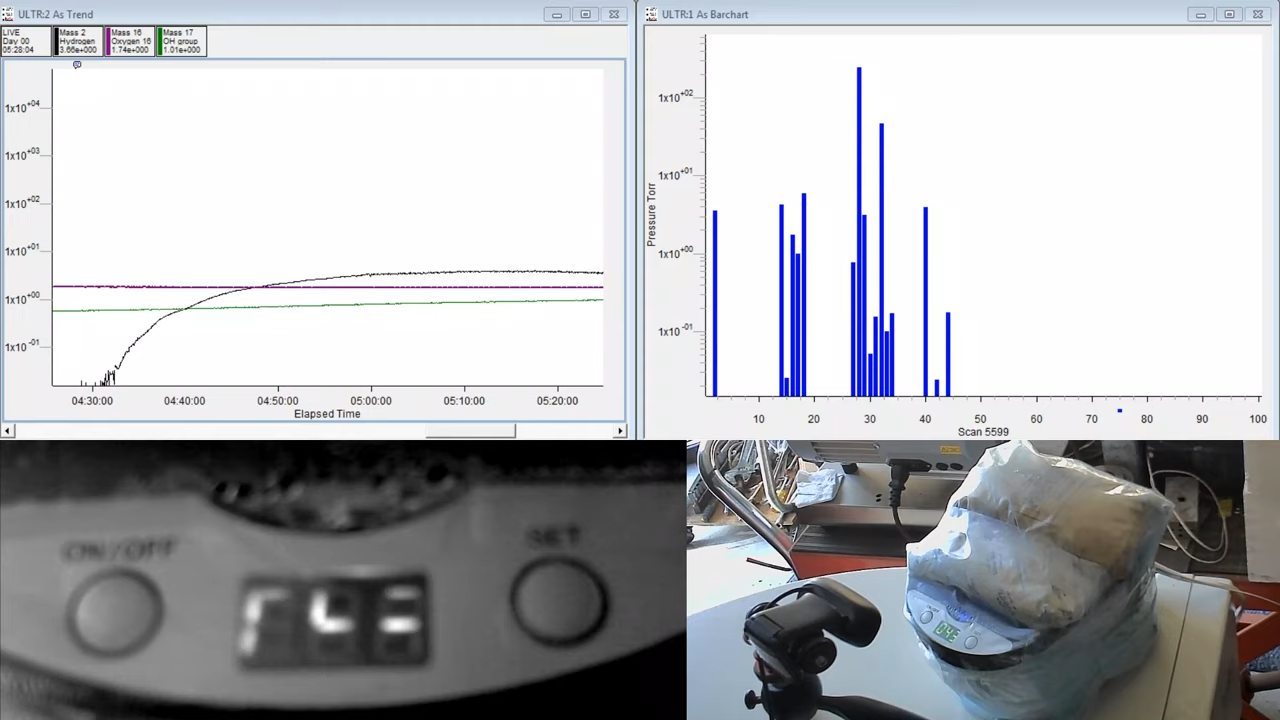 ULTR:2 As Trend
LIVE
Day 00
05:28:04
Mass 2
Hydrogen
3.66e+000
Mass 16
Oxygen 16
1.74e+000
Mass 17
OH group
1.01e+000
1x10+04
1x10+03
1x10+02
1x10+01
1x10+00
1x10-01
04:30:00 04:40:00 04:50:00 05:00:00 05:10:00 05:20:00
Elapsed Time
ULTR:1 As Barchart
Pressure Torr
1x10+02
1x10+01
1x10+00
1x10-01
10 20 30 40 50 60 70 80 90 100
Scan 5599
ON/OFF
SET